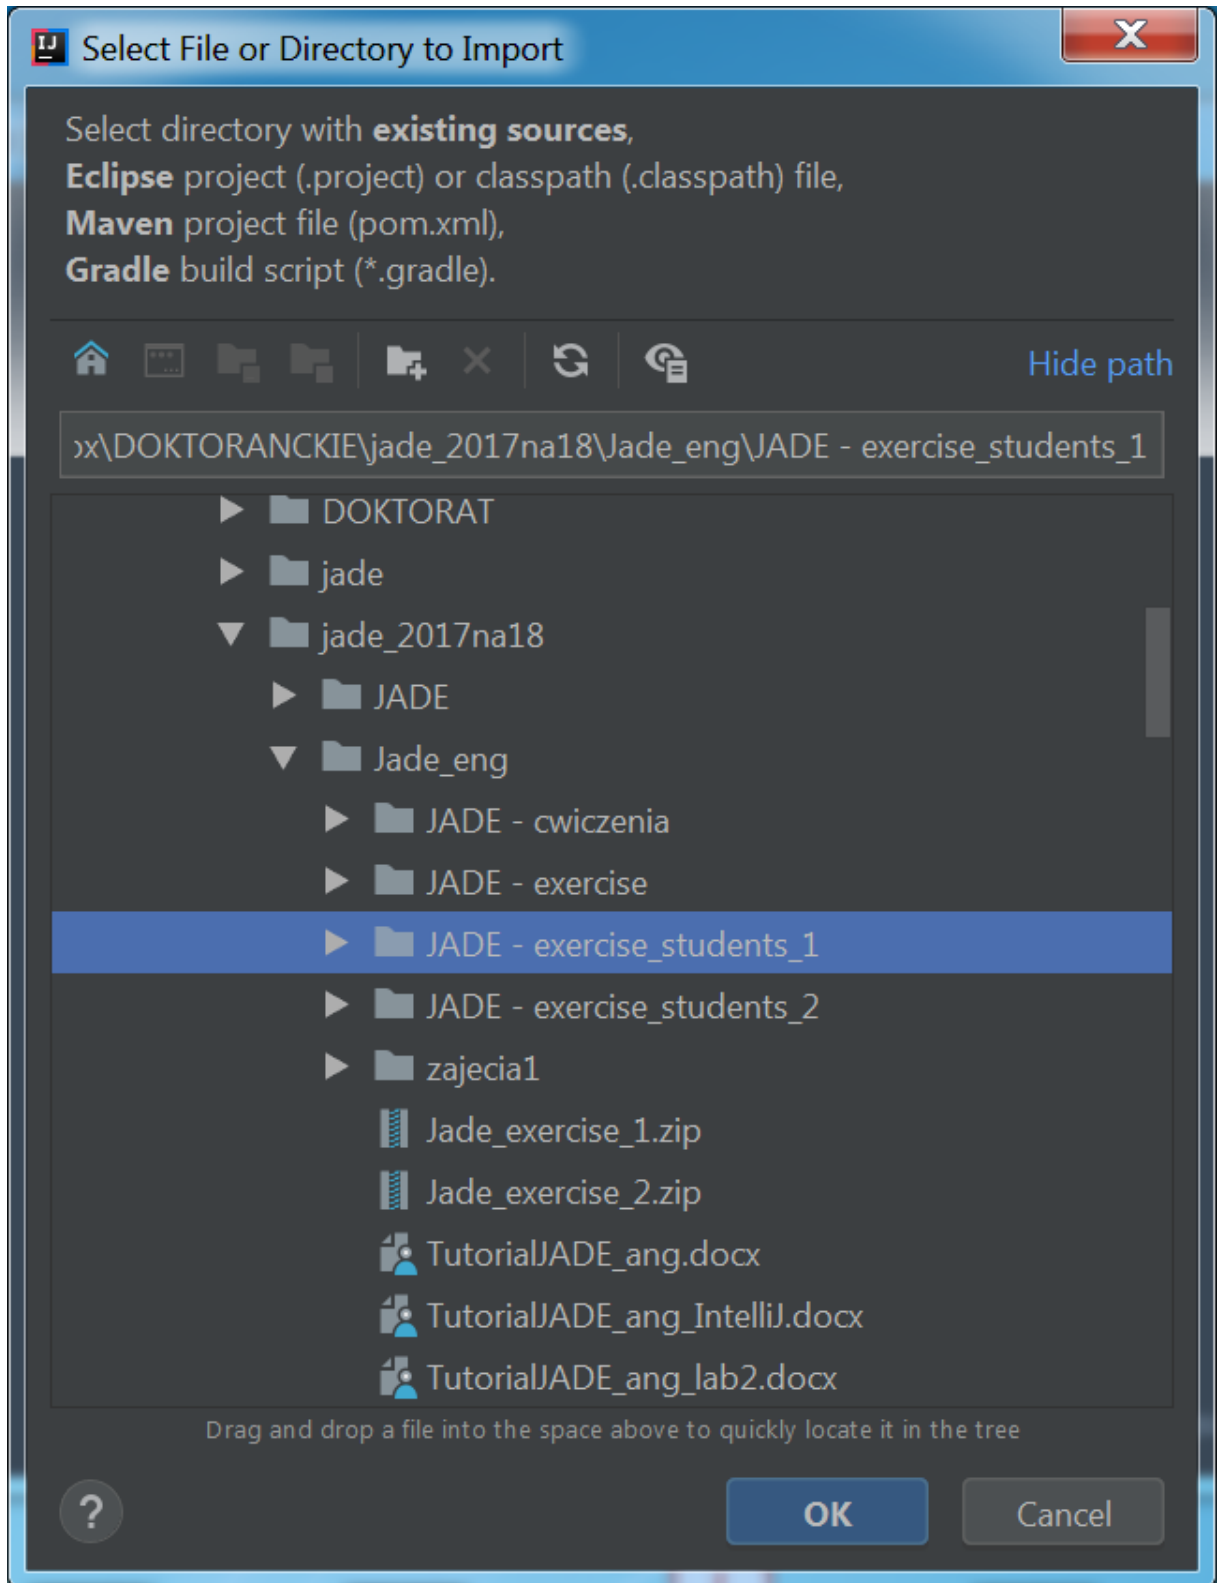 IJ
Select File or Directory to Import
X
Select directory with existing sources,
Eclipse project (.project) or classpath (.classpath) file,
Maven project file (pom.xml),
Gradle build script (*.gradle).
Hide path
\DOKTORANCKIE\jade_2017na18\Jade_eng\JADE - exercise_students_1
DOKTORAT
jade
jade_2017na18
JADE
Jade_eng
JADE - cwiczenia
JADE - exercise
JADE - exercise_students_1
JADE - exercise_students_2
zajecia1
Jade_exercise_1.zip
Jade_exercise_2.zip
TutorialJADE_ang.docx
TutorialJADE_ang_IntelliJ.docx
TutorialJADE_ang_lab2.docx
Drag and drop a file into the space above to quickly locate it in the tree
?
OK
Cancel